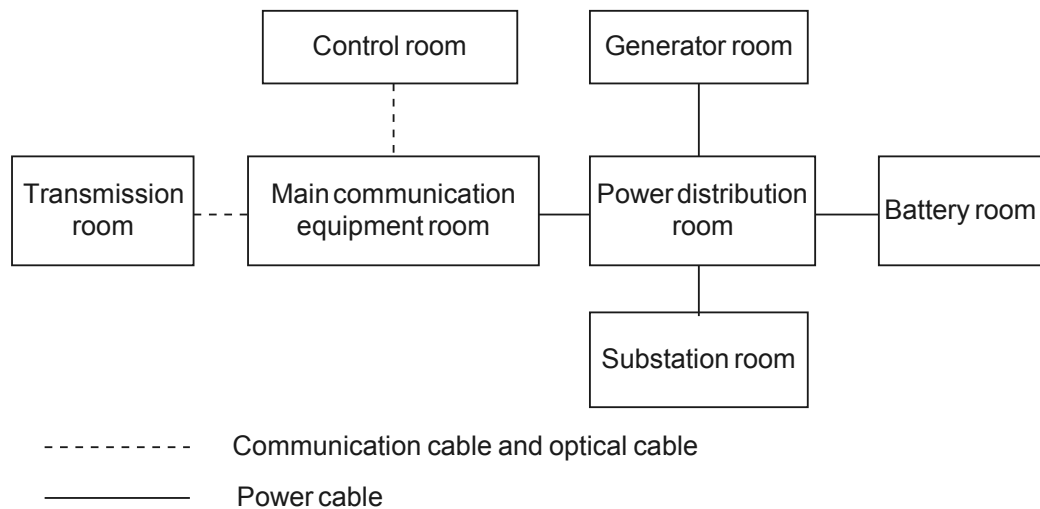 Control room
Generator room
Transmission
room
Main communication
equipment room
Power distribution
room
Battery room
Substation room
Communication cable and optical cable
Power cable